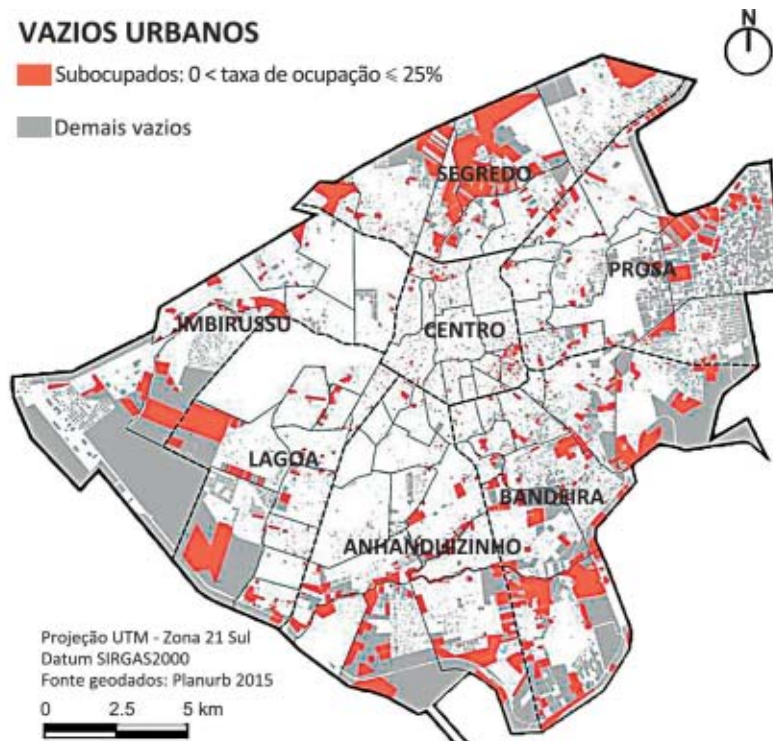 VAZIOS URBANOS
N
Subocupados: 0 < taxa de ocupação ⩽ 25%
Demais vazios
SEGREDO
PROSA
IMBIRUSSU
CENTRO
LAGOA
BANDEIRA
ANHANDUIZINHO
Projeção UTM - Zona 21 Sul
Datum SIRGAS2000
Fonte geodados: Planurb 2015
0 2.5 5 km